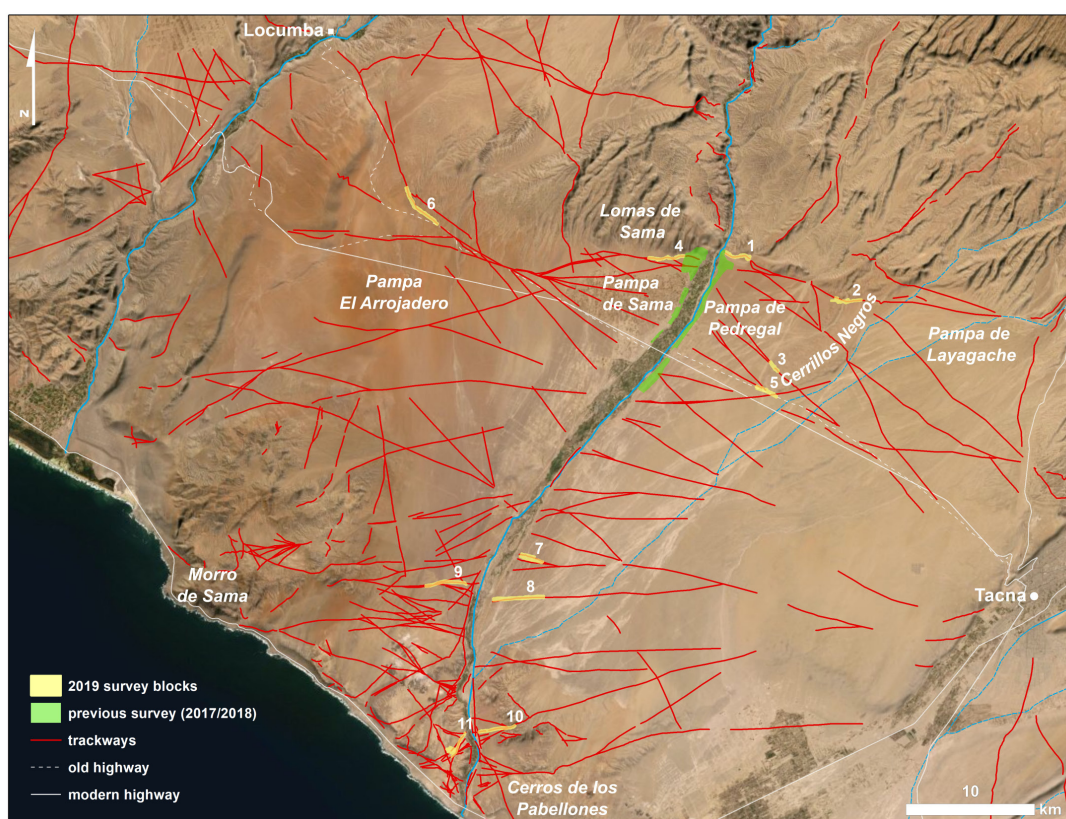 Locumba
N
6
Lomas de
Sama
4
1
Pampa
El Arrojadero
Pampa
de Sama
Pampa de
Pedregal
2
Cerrillos Negros
Pampa de
Layagache
3
5
7
9
8
Morro
de Sama
Tacna
2019 survey blocks
previous survey (2017/2018)
trackways
old highway
modern highway
11
10
Cerros de los
Pabellones
10
km